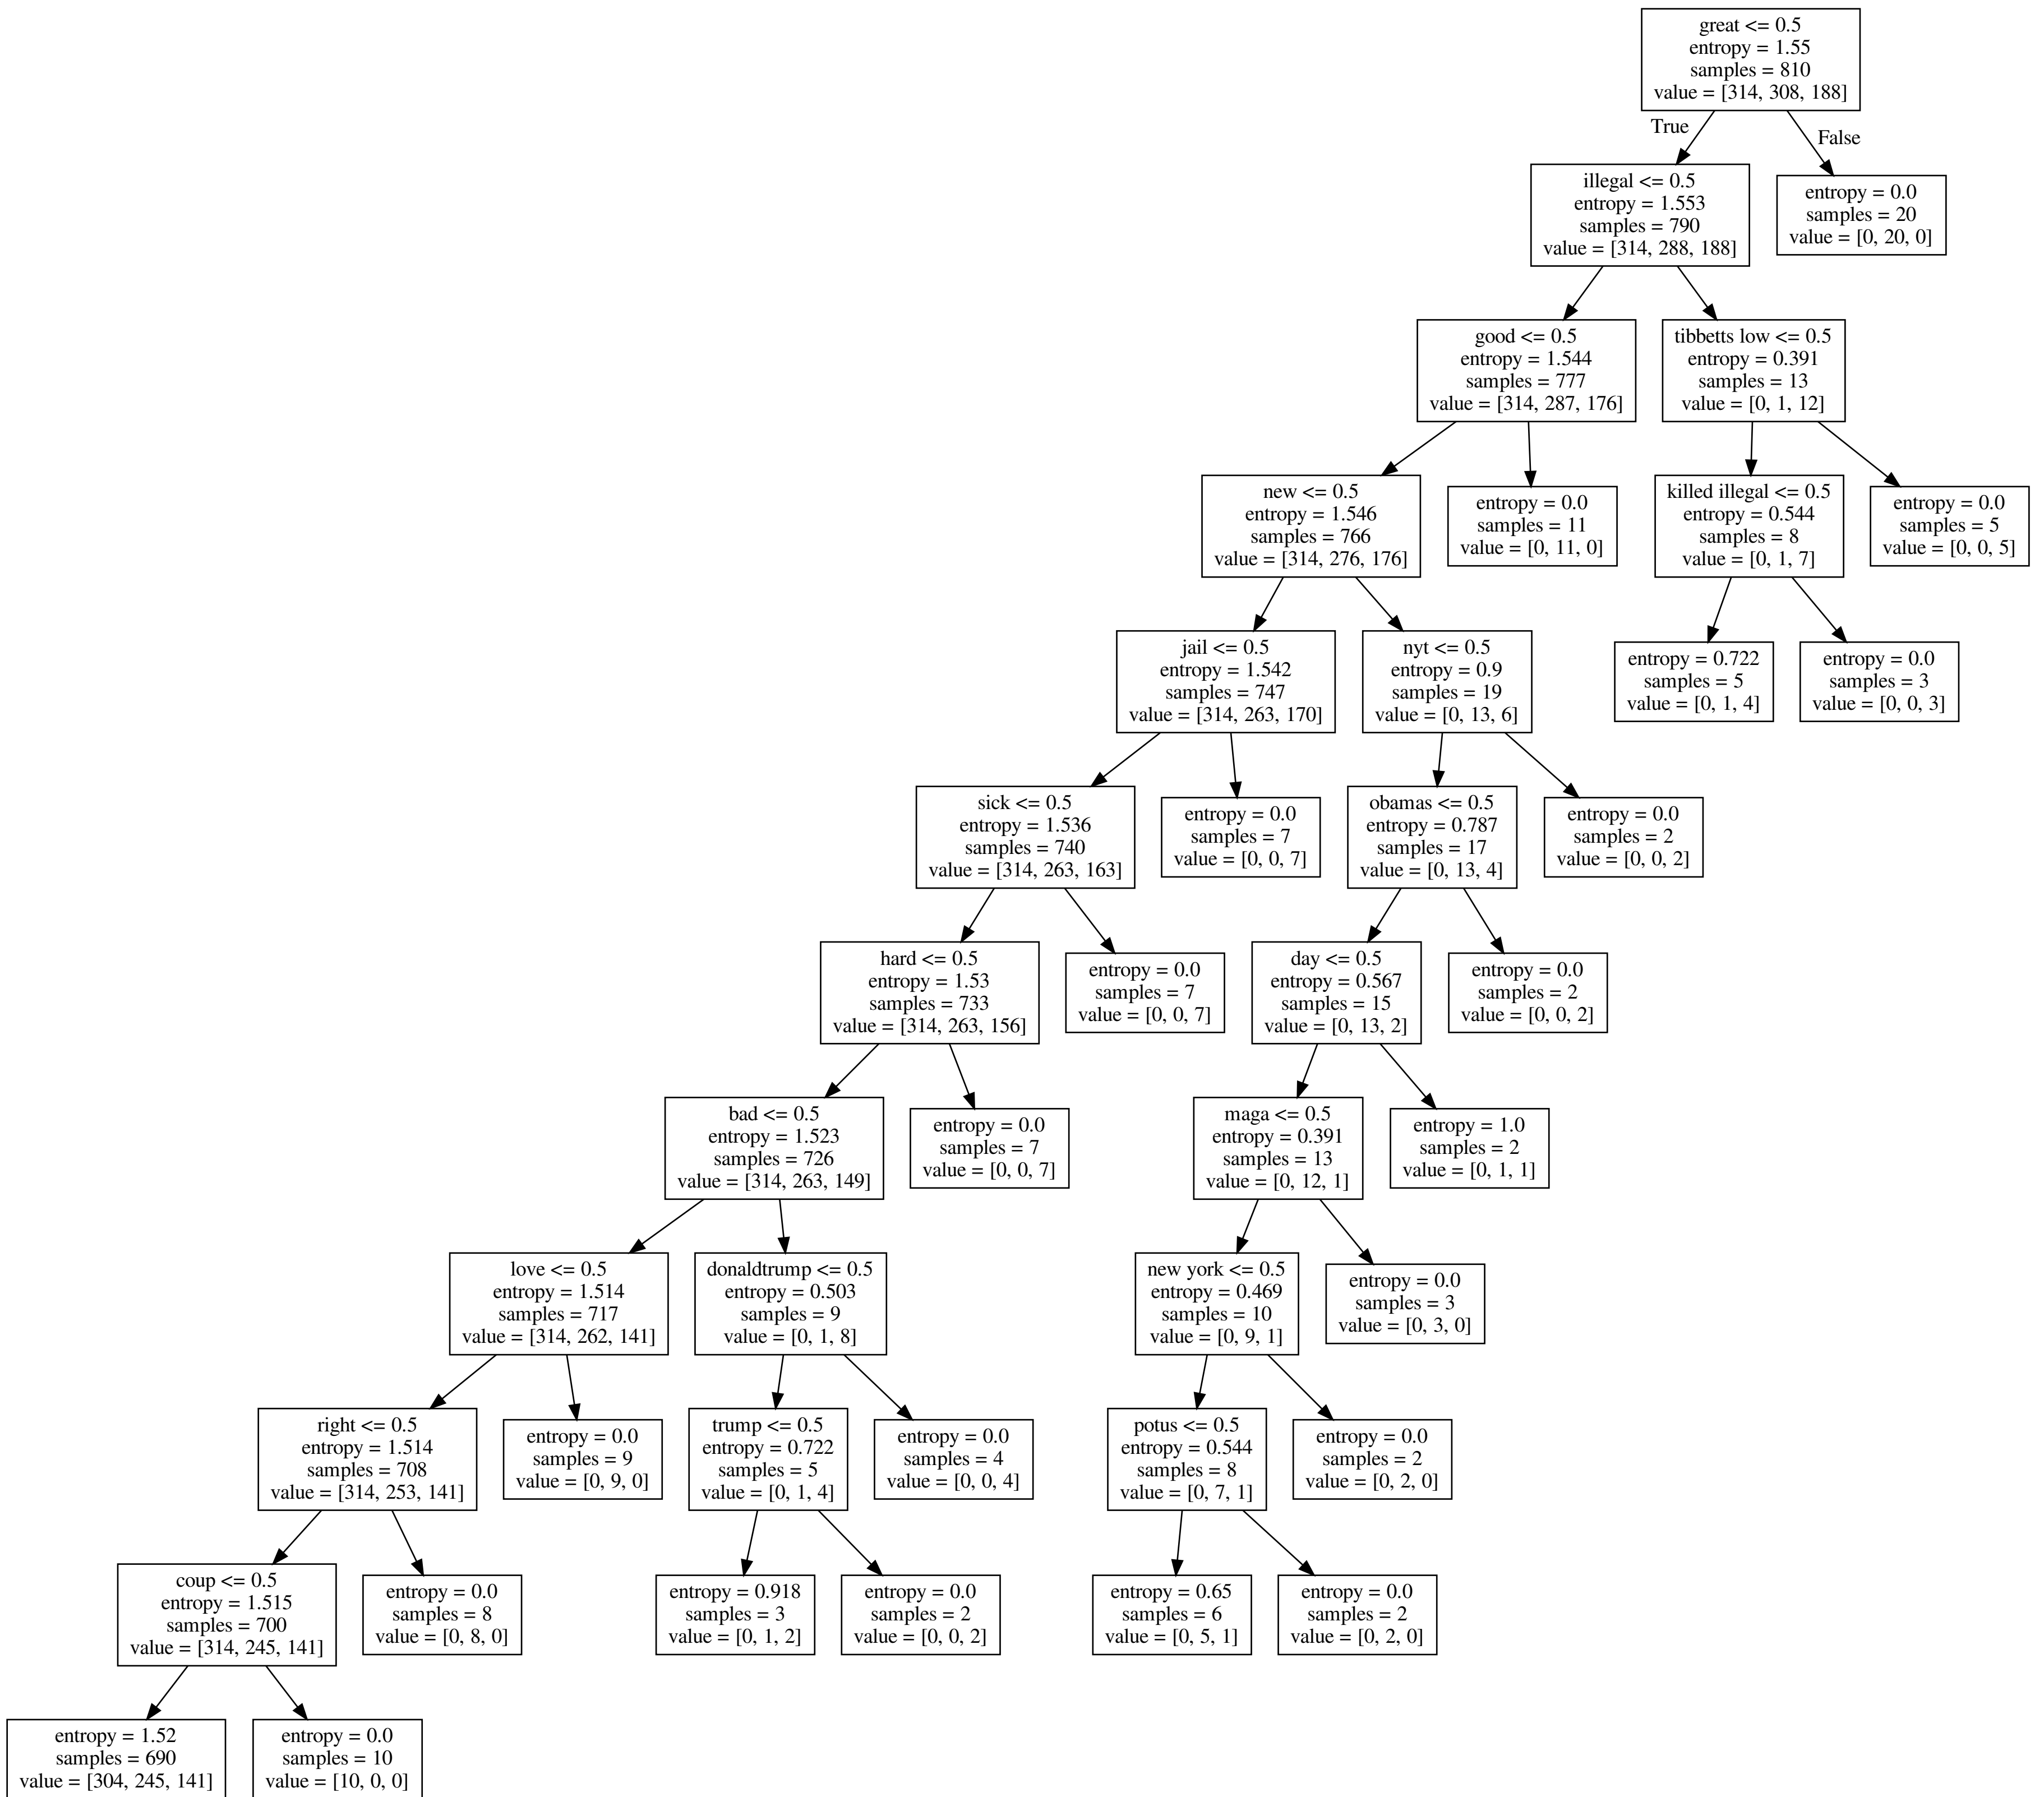 great <= 0.5
entropy = 1.55
samples = 810
value = [314, 308, 188]
True
False
illegal <= 0.5
entropy = 1.553
samples = 790
value = [314, 288, 188]
entropy = 0.0
samples = 20
value = [0, 20, 0]
good <= 0.5
entropy = 1.544
samples = 777
value = [314, 287, 176]
tibbetts low <= 0.5
entropy = 0.391
samples = 13
value = [0, 1, 12]
new <= 0.5
entropy = 1.546
samples = 766
value = [314, 276, 176]
entropy = 0.0
samples = 11
value = [0, 11, 0]
killed illegal <= 0.5
entropy = 0.544
samples = 8
value = [0, 1, 7]
entropy = 0.0
samples = 5
value = [0, 0, 5]
jail <= 0.5
entropy = 1.542
samples = 747
value = [314, 263, 170]
nyt <= 0.5
entropy = 0.9
samples = 19
value = [0, 13, 6]
entropy = 0.722
samples = 5
value = [0, 1, 4]
entropy = 0.0
samples = 3
value = [0, 0, 3]
sick <= 0.5
entropy = 1.536
samples = 740
value = [314, 263, 163]
entropy = 0.0
samples = 7
value = [0, 0, 7]
obamas <= 0.5
entropy = 0.787
samples = 17
value = [0, 13, 4]
entropy = 0.0
samples = 2
value = [0, 0, 2]
hard <= 0.5
entropy = 1.53
samples = 733
value = [314, 263, 156]
entropy = 0.0
samples = 7
value = [0, 0, 7]
day <= 0.5
entropy = 0.567
samples = 15
value = [0, 13, 2]
entropy = 0.0
samples = 2
value = [0, 0, 2]
bad <= 0.5
entropy = 1.523
samples = 726
value = [314, 263, 149]
entropy = 0.0
samples = 7
value = [0, 0, 7]
maga <= 0.5
entropy = 0.391
samples = 13
value = [0, 12, 1]
entropy = 1.0
samples = 2
value = [0, 1, 1]
love <= 0.5
entropy = 1.514
samples = 717
value = [314, 262, 141]
donaldtrump <= 0.5
entropy = 0.503
samples = 9
value = [0, 1, 8]
new york <= 0.5
entropy = 0.469
samples = 10
value = [0, 9, 1]
entropy = 0.0
samples = 3
value = [0, 3, 0]
right <= 0.5
entropy = 1.514
samples = 708
value = [314, 253, 141]
entropy = 0.0
samples = 9
value = [0, 9, 0]
trump <= 0.5
entropy = 0.722
samples = 5
value = [0, 1, 4]
entropy = 0.0
samples = 4
value = [0, 0, 4]
potus <= 0.5
entropy = 0.544
samples = 8
value = [0, 7, 1]
entropy = 0.0
samples = 2
value = [0, 2, 0]
coup <= 0.5
entropy = 1.515
samples = 700
value = [314, 245, 141]
entropy = 0.0
samples = 8
value = [0, 8, 0]
entropy = 0.918
samples = 3
value = [0, 1, 2]
entropy = 0.0
samples = 2
value = [0, 0, 2]
entropy = 0.65
samples = 6
value = [0, 5, 1]
entropy = 0.0
samples = 2
value = [0, 2, 0]
entropy = 1.52
samples = 690
value = [304, 245, 141]
entropy = 0.0
samples = 10
value = [10, 0, 0]